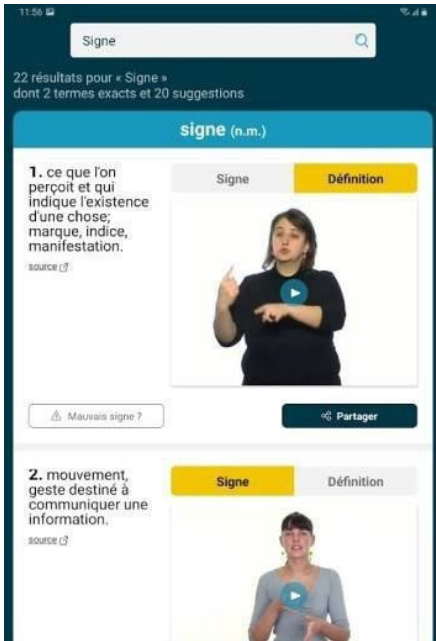 11:56
Signe
22 résultats pour « Signe »
dont 2 termes exacts et 20 suggestions
signe (n.m.)
1. ce que l'on
perçoit et qui
indique l'existence
d'une chose;
marque, indice,
manifestation.
source
Signe
Définition
Mauvais signe ?
Partager
2. mouvement,
geste destiné à
communiquer une
information.
source
Signe
Définition